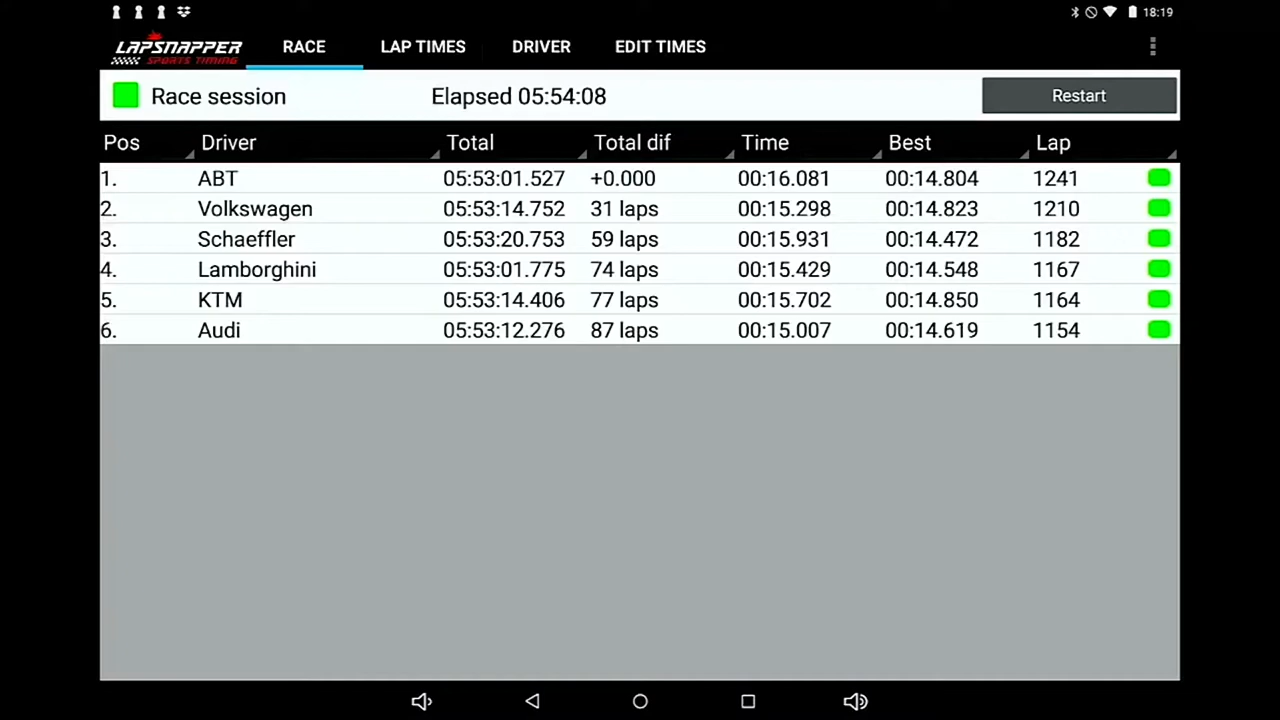 18:19
LAPSNAPPER SPORTS TIMING RACE LAP TIMES DRIVER EDIT TIMES
Race session Elapsed 05:54:08 Restart
Pos Driver Total Total dif Time Best Lap
1. ABT 05:53:01.527 +0.000 00:16.081 00:14.804 1241
2. Volkswagen 05:53:14.752 31 laps 00:15.298 00:14.823 1210
3. Schaeffler 05:53:20.753 59 laps 00:15.931 00:14.472 1182
4. Lamborghini 05:53:01.775 74 laps 00:15.429 00:14.548 1167
5. KTM 05:53:14.406 77 laps 00:15.702 00:14.850 1164
6. Audi 05:53:12.276 87 laps 00:15.007 00:14.619 1154